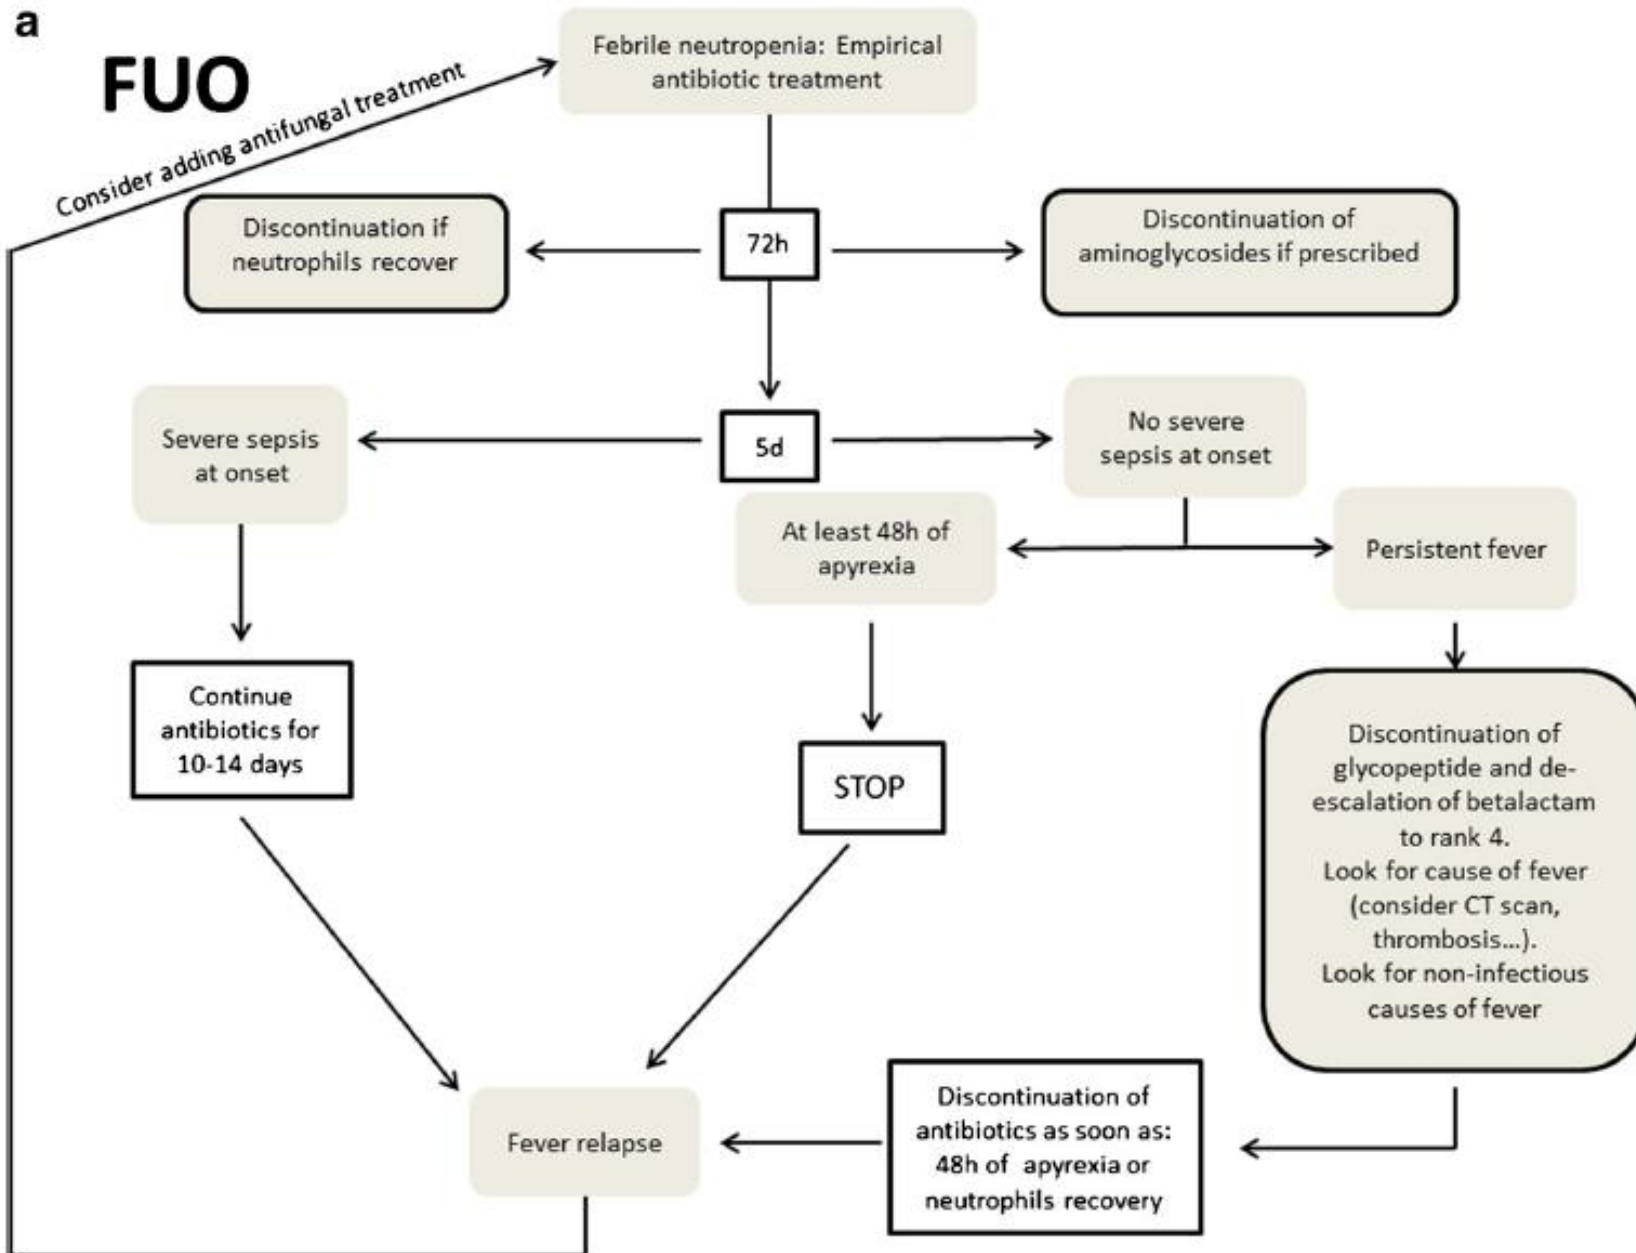 a
FUO
Consider adding antifungal treatment
Febrile neutropenia: Empirical
antibiotic treatment
Discontinuation if
neutrophils recover
72h
Discontinuation of
aminoglycosides if prescribed
Severe sepsis
at onset
5d
No severe
sepsis at onset
At least 48h of
apyrexia
Persistent fever
Continue
antibiotics for
10-14 days
STOP
Discontinuation of
glycopeptide and de-
escalation of betalactam
to rank 4.
Look for cause of fever
(consider CT scan,
thrombosis...).
Look for non-infectious
causes of fever
Fever relapse
Discontinuation of
antibiotics as soon as:
48h of apyrexia or
neutrophils recovery